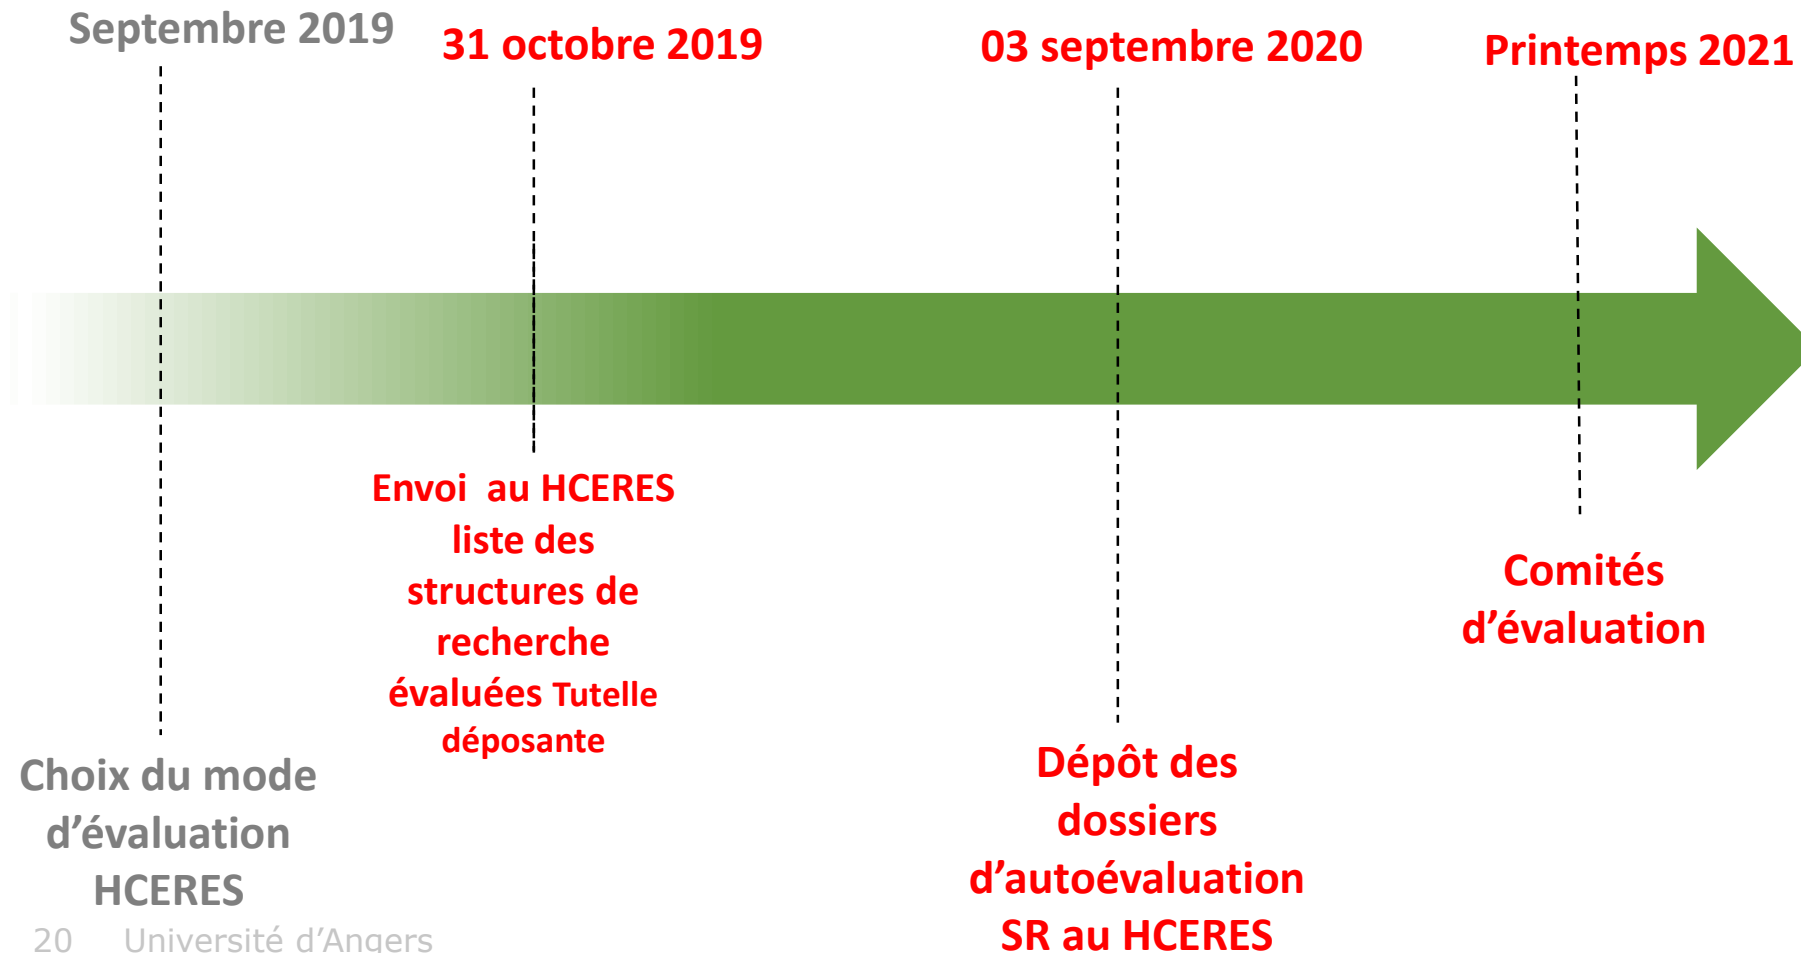 Septembre 2019
31 octobre 2019
03 septembre 2020
Printemps 2021
Envoi au HCERES
liste des
structures de
recherche
évaluées Tutelle
déposante
Comités
d’évaluation
Choix du mode
d’évaluation
HCERES
Dépôt des
dossiers
d’autoévaluation
SR au HCERES
20 Université d’Angers